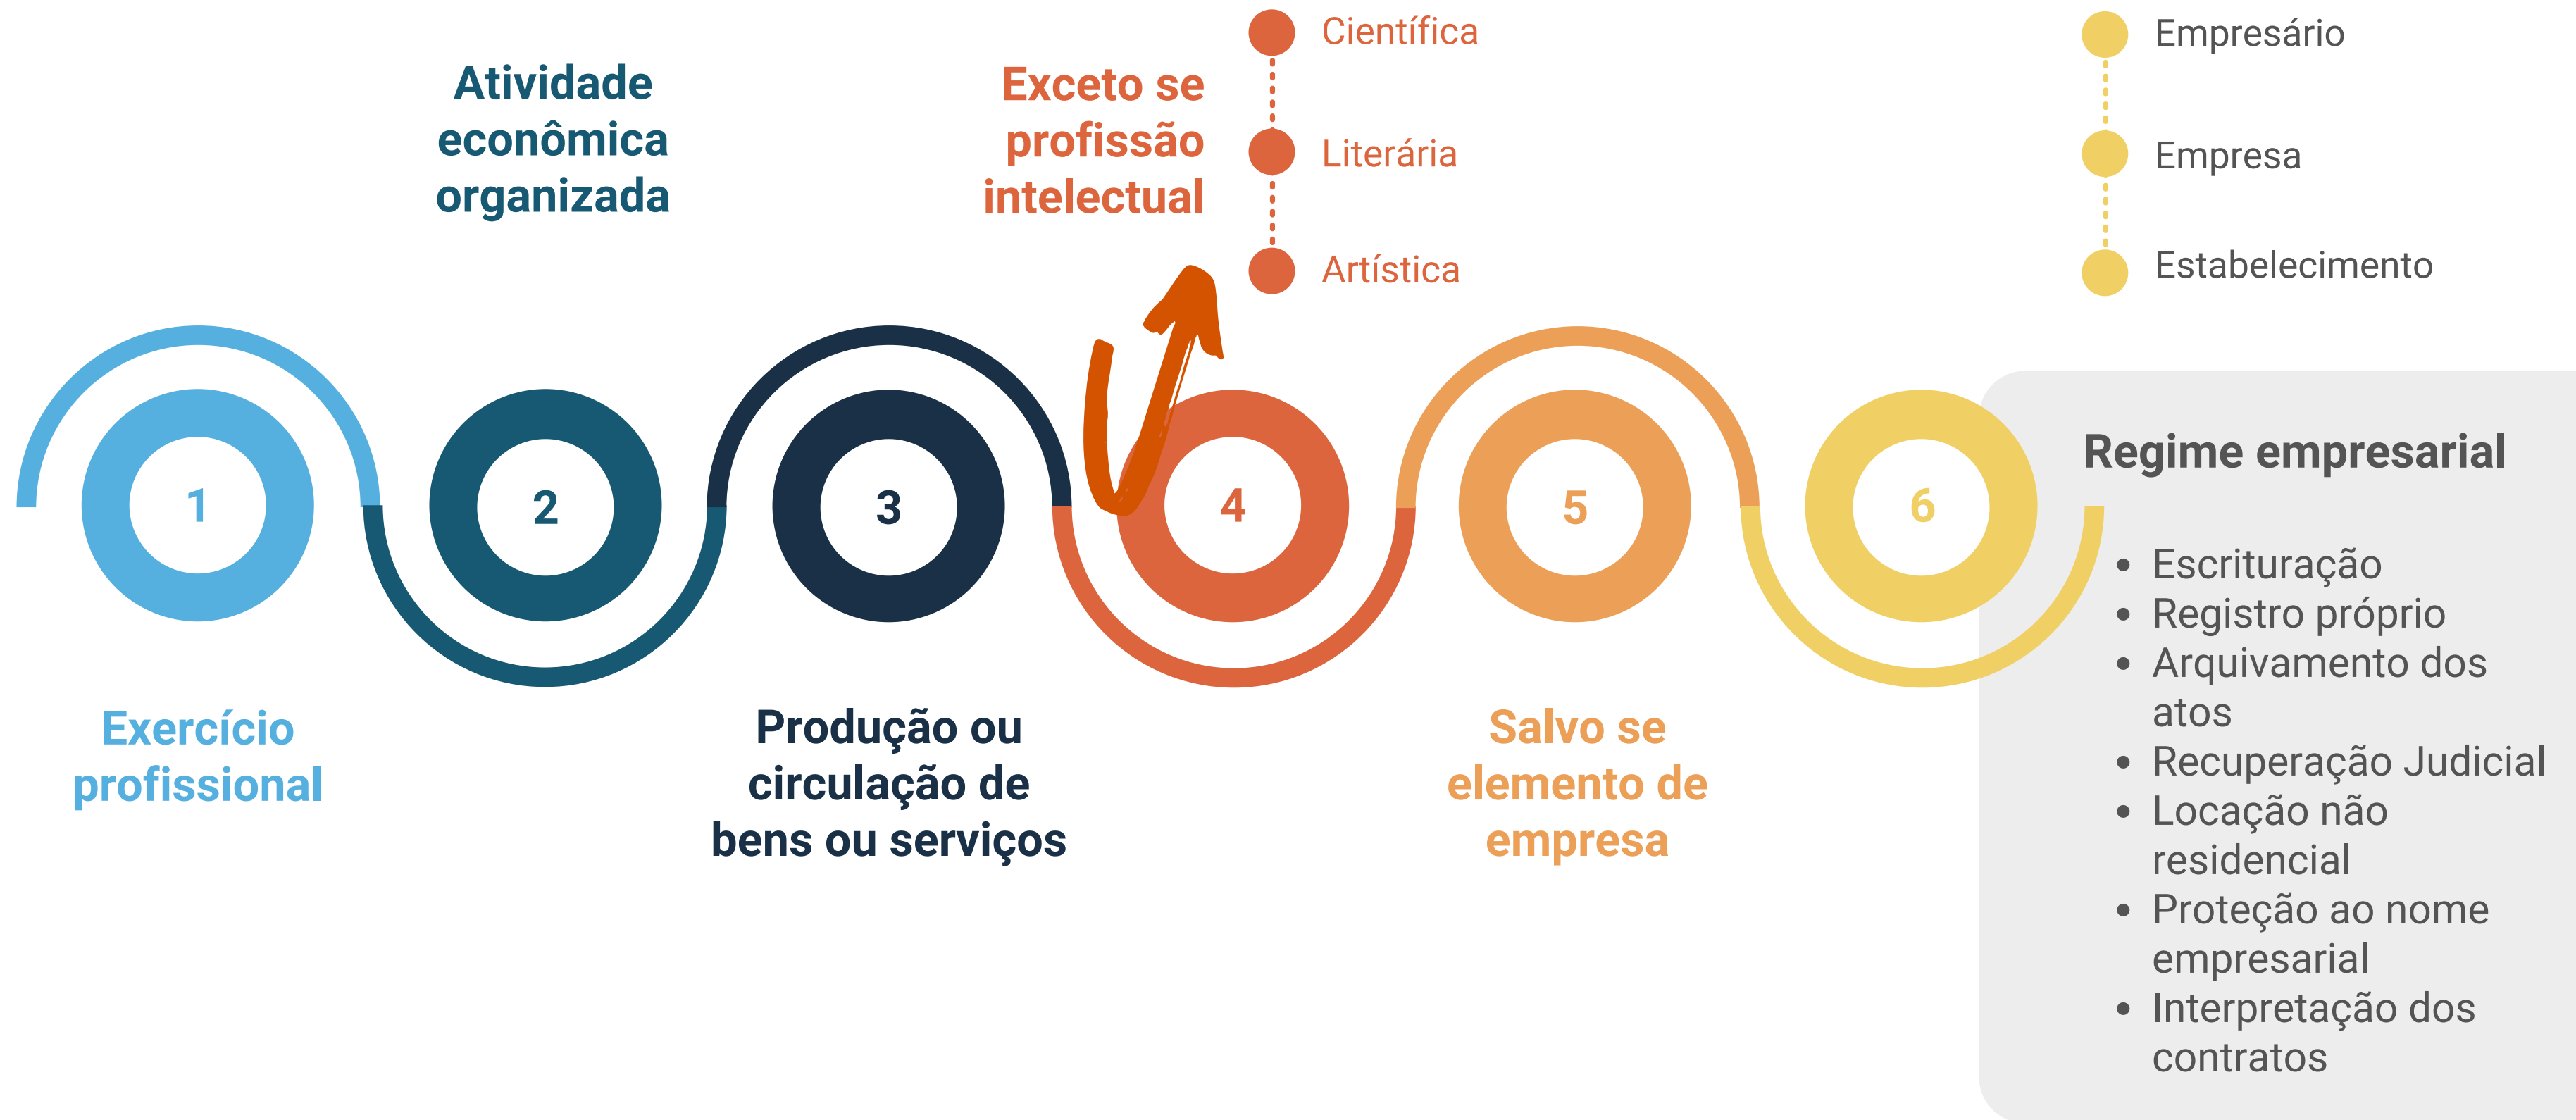 1
Exercício
profissional
Atividade
econômica
organizada
2
3
Produção ou
circulação de
bens ou serviços
Exceto se
profissão
intelectual
Científica
Literária
Artística
4
5
Salvo se
elemento de
empresa
6
Empresário
Empresa
Estabelecimento
Regime empresarial
• Escrituração
• Registro próprio
• Arquivamento dos
atos
• Recuperação Judicial
• Locação não
residencial
• Proteção ao nome
empresarial
• Interpretação dos
contratos